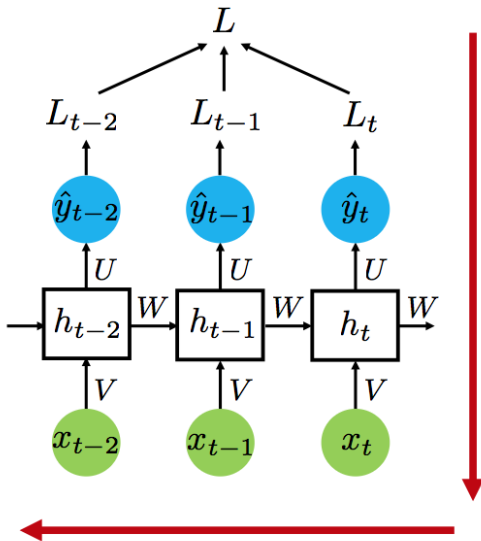 L
L_{t-2} L_{t-1} L_t
ŷ_{t-2} ŷ_{t-1} ŷ_t
U U U
h_{t-2} W h_{t-1} W h_t W
V V V
x_{t-2} x_{t-1} x_t